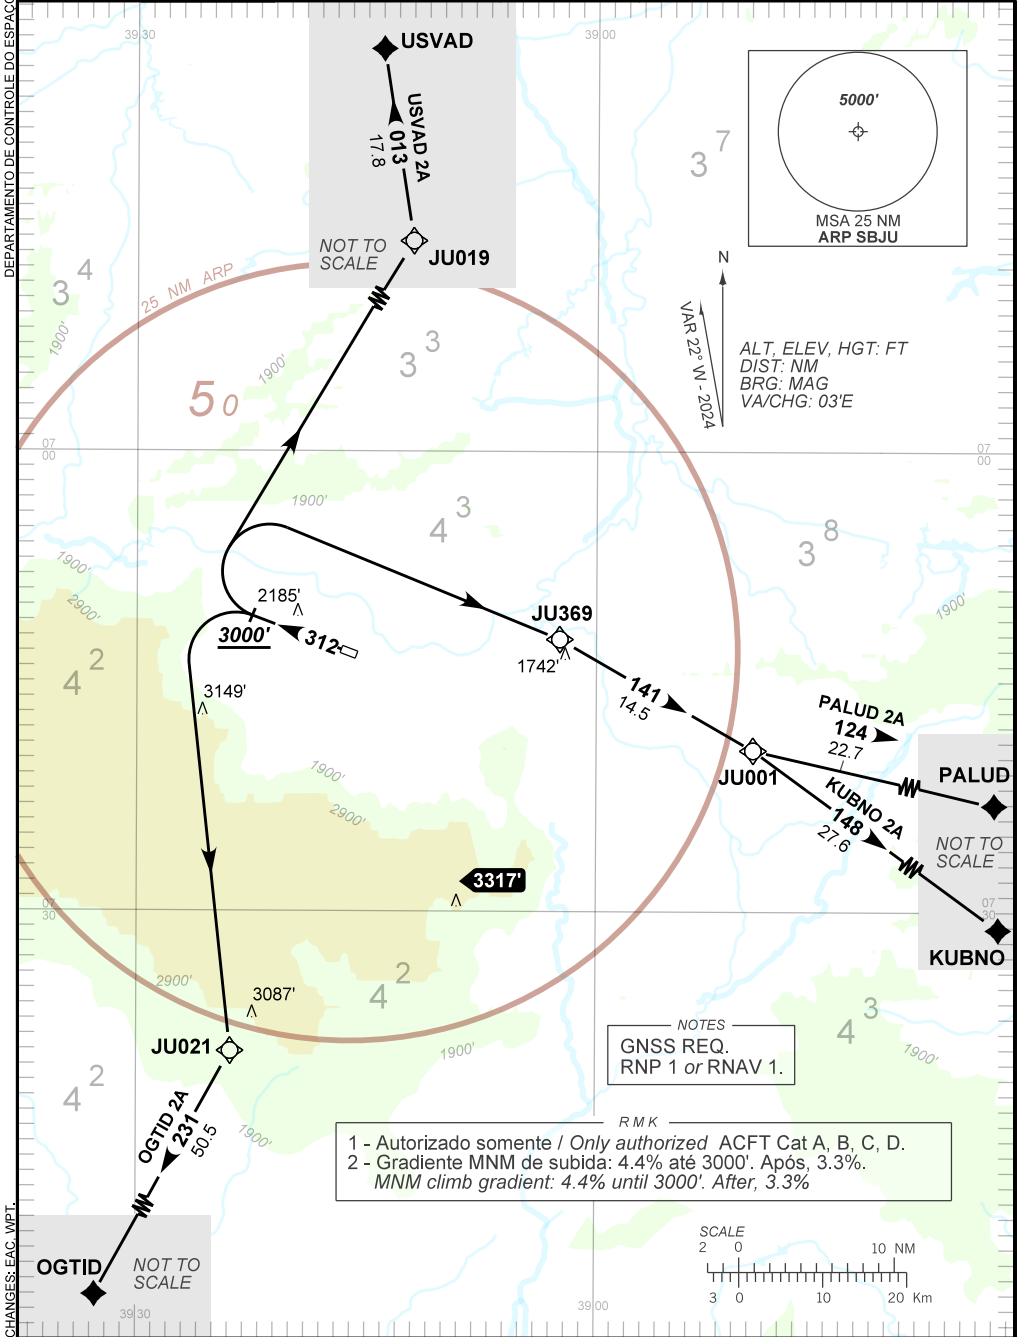 DEPARTAMENTO DE CONTROLE DO ESPAÇO
39 30
39 00
USVAD
USVAD 2A
013
17.8
NOT TO
SCALE
JU019
5000'
MSA 25 NM
ARP SBJU
3 7
N
VAR 22° W - 2024
ALT, ELEV, HGT: FT
DIST: NM
BRG: MAG
VA/CHG: 03'E
3 4
25 NM ARP
1900'
1900'
3 3
5 0
07
00
07
00
1900'
4 3
3 8
1900'
2900'
1900'
2185'
3000'
312
JU369
1742'
4 2
3149'
141
14.5
PALUD 2A
124
22.7
JU001
PALUD
KUBNO 2A
148
27.6
NOT TO
SCALE
1900'
2900'
3317'
07
30
07
30
KUBNO
2900'
4 2
3087'
JU021
1900'
4 3
1900'
NOTES
GNSS REQ.
RNP 1 or RNAV 1.
4 2
OGTID 2A
231
50.5
1900'
RMK
1 - Autorizado somente / Only authorized ACFT Cat A, B, C, D.
2 - Gradiente MNM de subida: 4.4% até 3000'. Após, 3.3%.
MNM climb gradient: 4.4% until 3000'. After, 3.3%
CHANGES: EAC, WPT.
OGTID
NOT TO
SCALE
39 30
39 00
SCALE
2 0 10 NM
3 0 10 20 Km